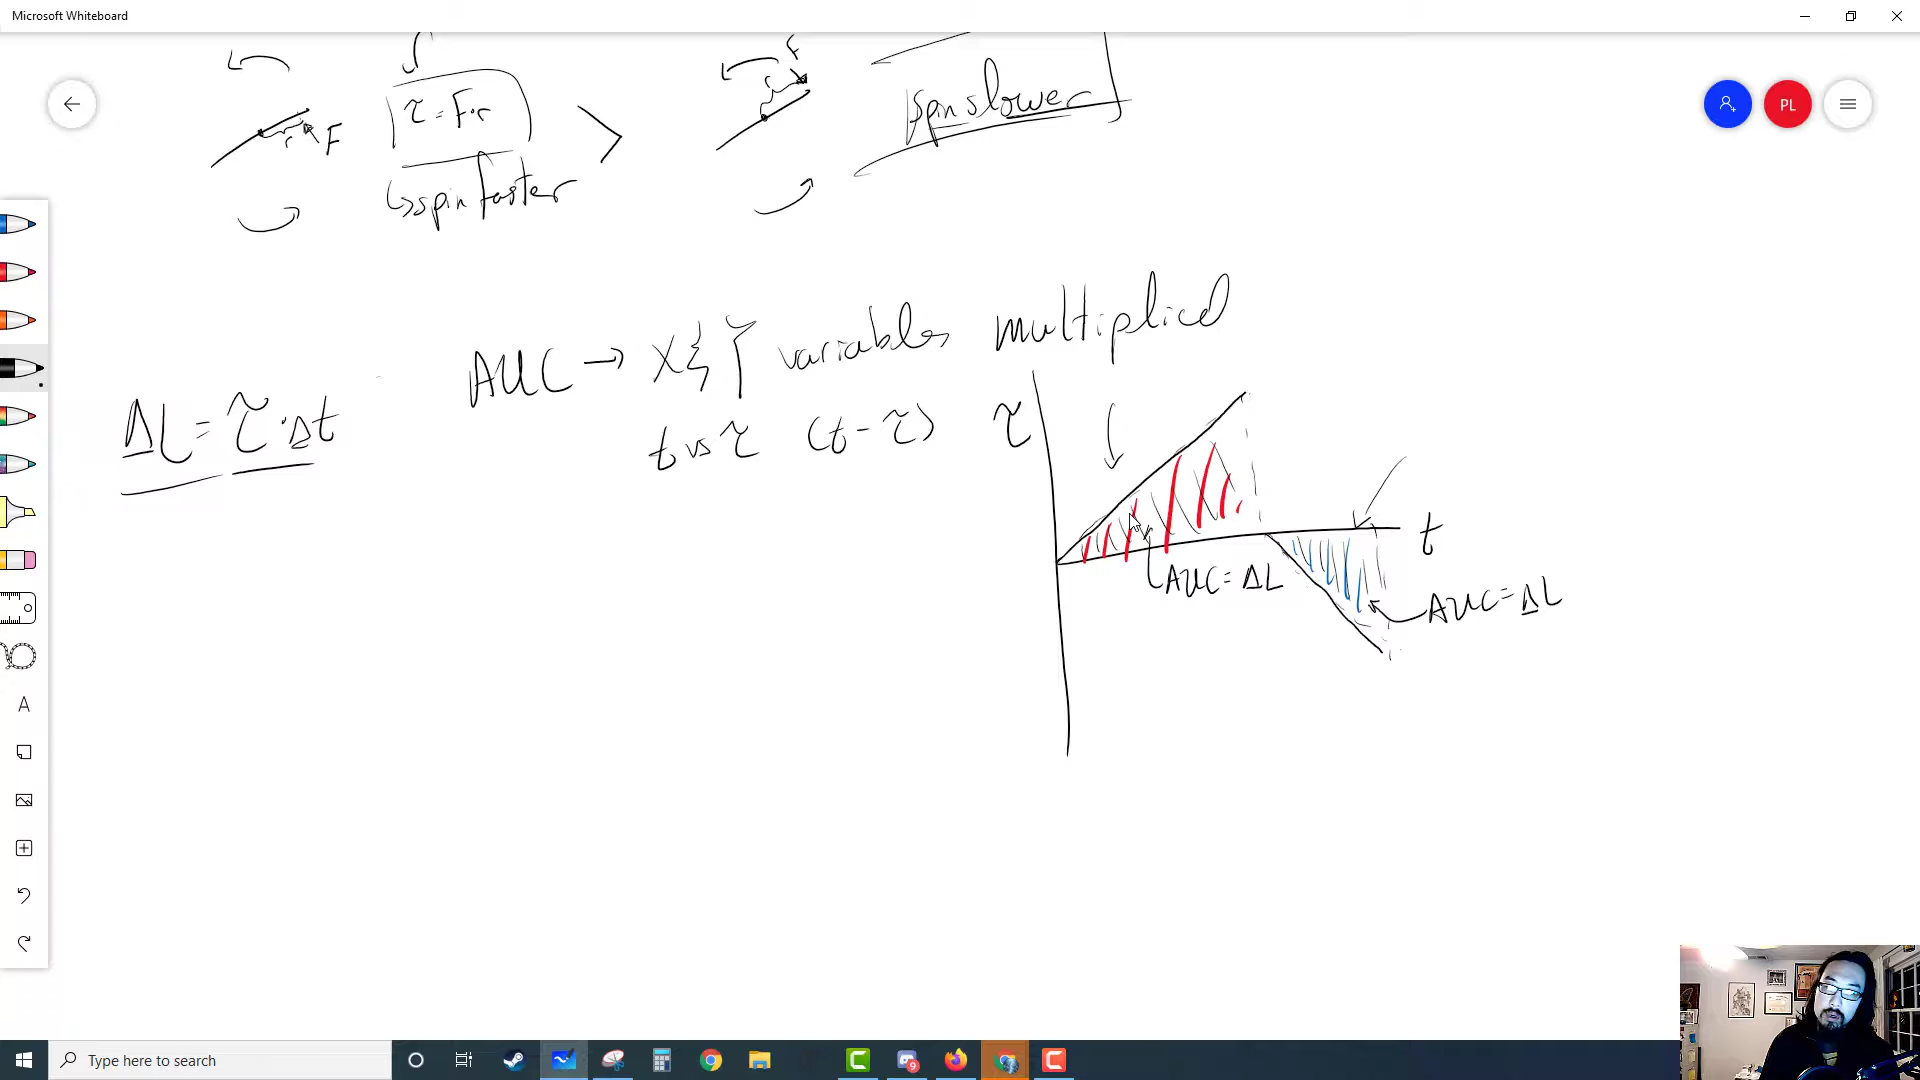 Microsoft Whiteboard
F
τ = F·r
↳ spin faster
>
F
r
spin slower
PL
AUC → X & Y variables multiplied
ΔL = τ·Δt
t vs τ (t - τ)
τ
t
AUC = ΔL
AUC = ΔL
A
Type here to search